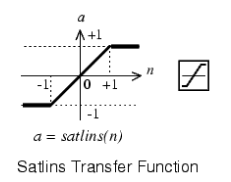 a
+1
n
-1
0
+1
-1
a = satlins(n)
Satlins Transfer Function